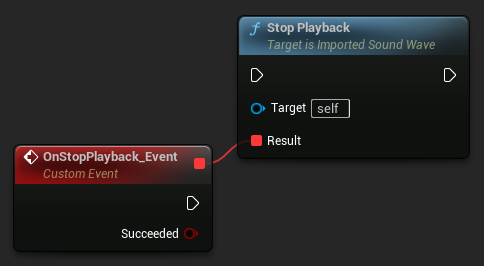 Stop Playback
Target is Imported Sound Wave
Target self
Result
OnStopPlayback_Event
Custom Event
Succeeded